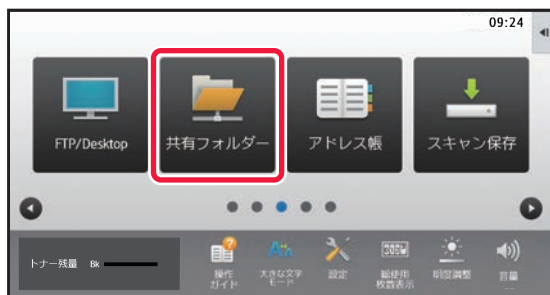 09:24
FTP/Desktop
共有フォルダー
アドレス帳
スキャン保存
トナー残量 Bk
操作
ガイド
大きな文字
モード
設定
総使用
枚数表示
明度調整
音量